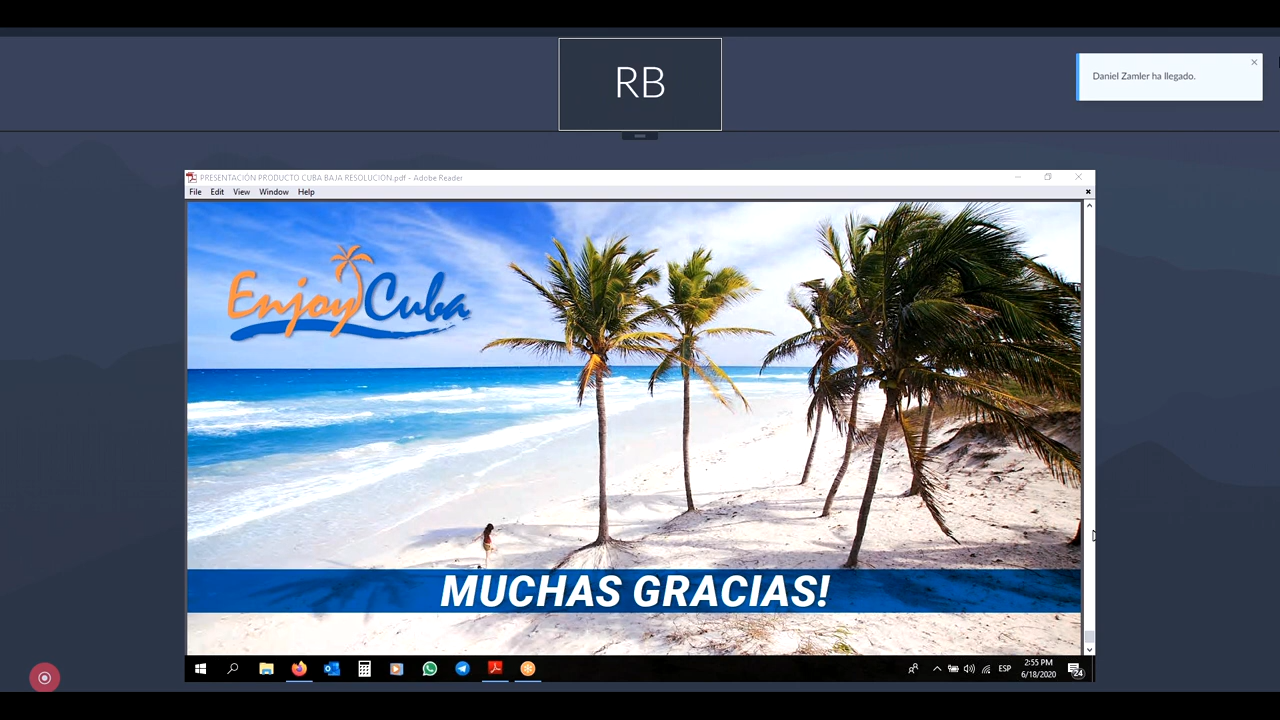 RB
Daniel Zamler ha llegado.
PRESENTACIÓN PRODUCTO CUBA BAJA RESOLUCIÓN.pdf - Adobe Reader
File Edit View Window Help
Enjoy Cuba
MUCHAS GRACIAS!
ESP
2:55 PM
6/18/2020
24